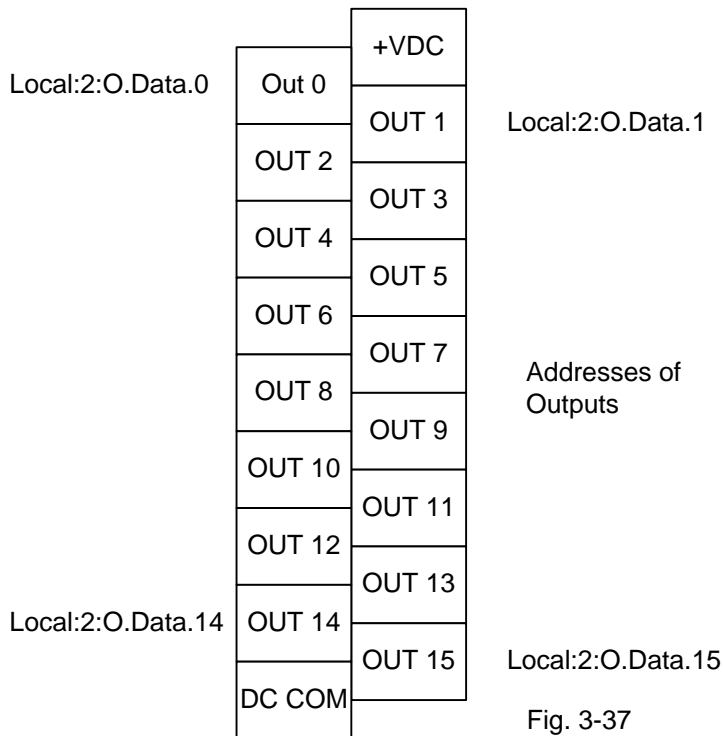 +VDC
Local:2:O.Data.0
Out 0
OUT 1
Local:2:O.Data.1
OUT 2
OUT 3
OUT 4
OUT 5
OUT 6
OUT 7
Addresses of
Outputs
OUT 8
OUT 9
OUT 10
OUT 11
OUT 12
OUT 13
Local:2:O.Data.14
OUT 14
OUT 15
Local:2:O.Data.15
DC COM
Fig. 3-37